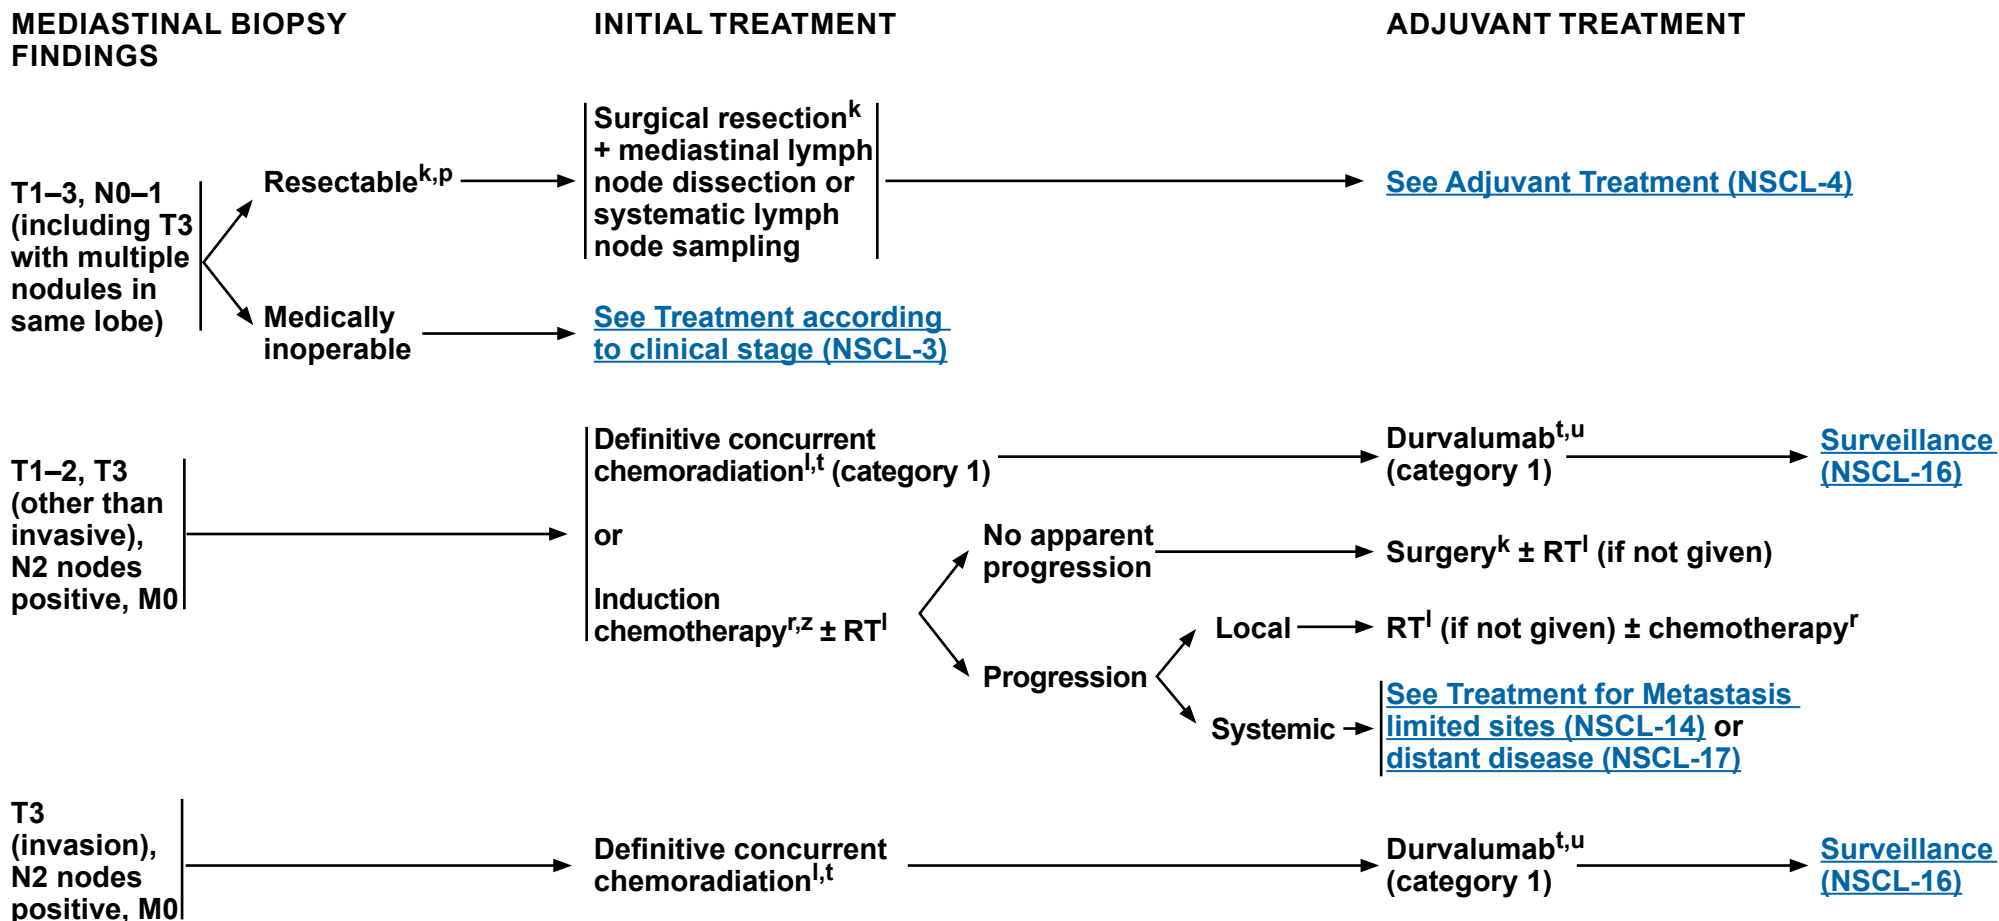 MEDIASTINAL BIOPSY
FINDINGS
INITIAL TREATMENT
ADJUVANT TREATMENT
T1–3, N0–1
(including T3
with multiple
nodules in
same lobe)
Resectablek,p
Surgical resectionk
+ mediastinal lymph
node dissection or
systematic lymph
node sampling
See Adjuvant Treatment (NSCL-4)
Medically
inoperable
See Treatment according
to clinical stage (NSCL-3)
T1–2, T3
(other than
invasive),
N2 nodes
positive, M0
Definitive concurrent
chemoradiationl,t (category 1)
Durvalumabt,u
(category 1)
Surveillance
(NSCL-16)
or
Induction
chemotherapyr,z ± RTl
No apparent
progression
Surgeryk ± RTl (if not given)
Progression
Local
RTl (if not given) ± chemotherapyr
Systemic
See Treatment for Metastasis
limited sites (NSCL-14) or
distant disease (NSCL-17)
T3
(invasion),
N2 nodes
positive, M0
Definitive concurrent
chemoradiationl,t
Durvalumabt,u
(category 1)
Surveillance
(NSCL-16)